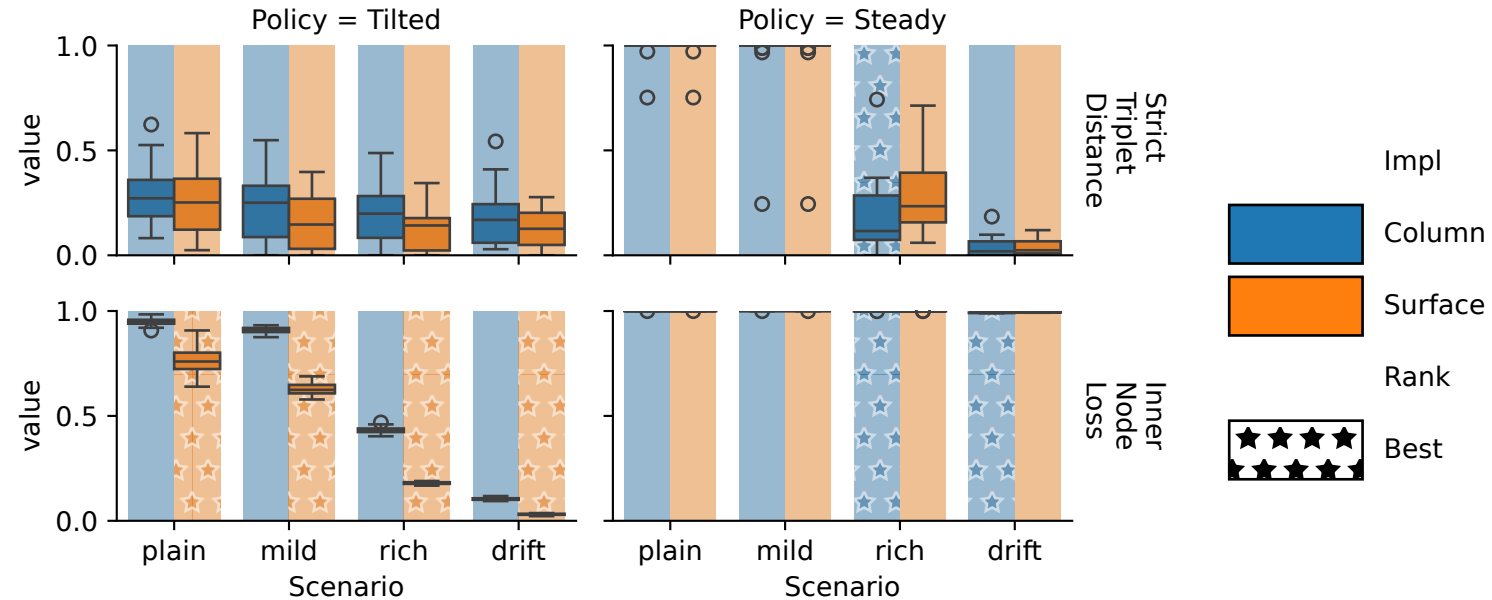 Policy = Tilted
Policy = Steady
1.0
0.5
0.0
value
Strict
Triplet
Distance
1.0
0.5
0.0
value
Inner
Node
Loss
plain
mild
rich
drift
Scenario
plain
mild
rich
drift
Scenario
Impl
Column
Surface
Rank
Best